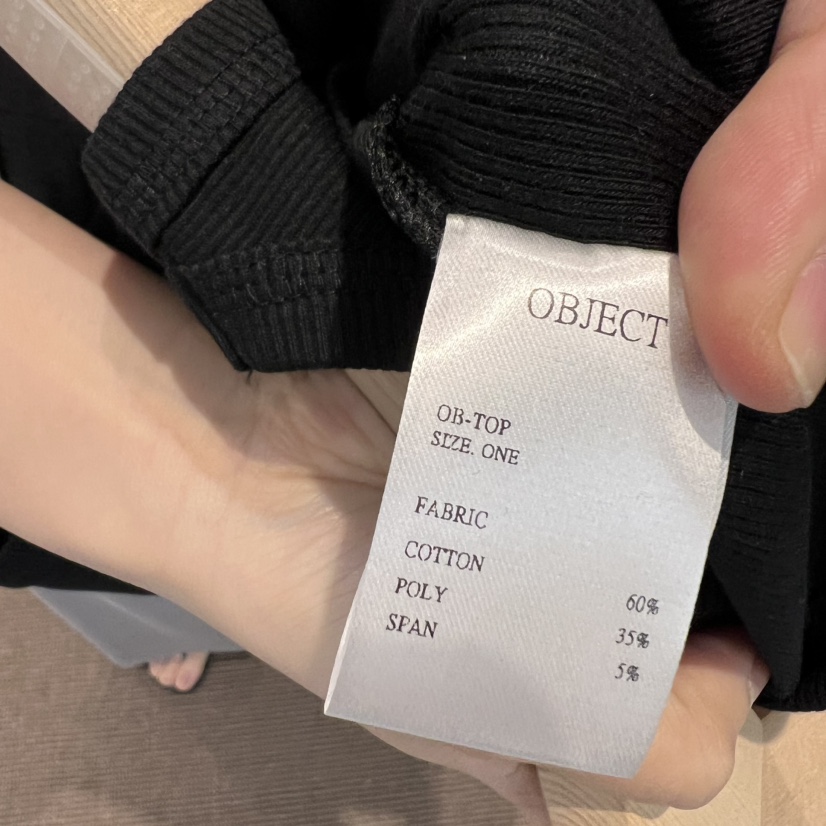 OBJECT
OB-TOP
SIZE. ONE
FABRIC
COTTON 60%
POLY 35%
SPAN 5%